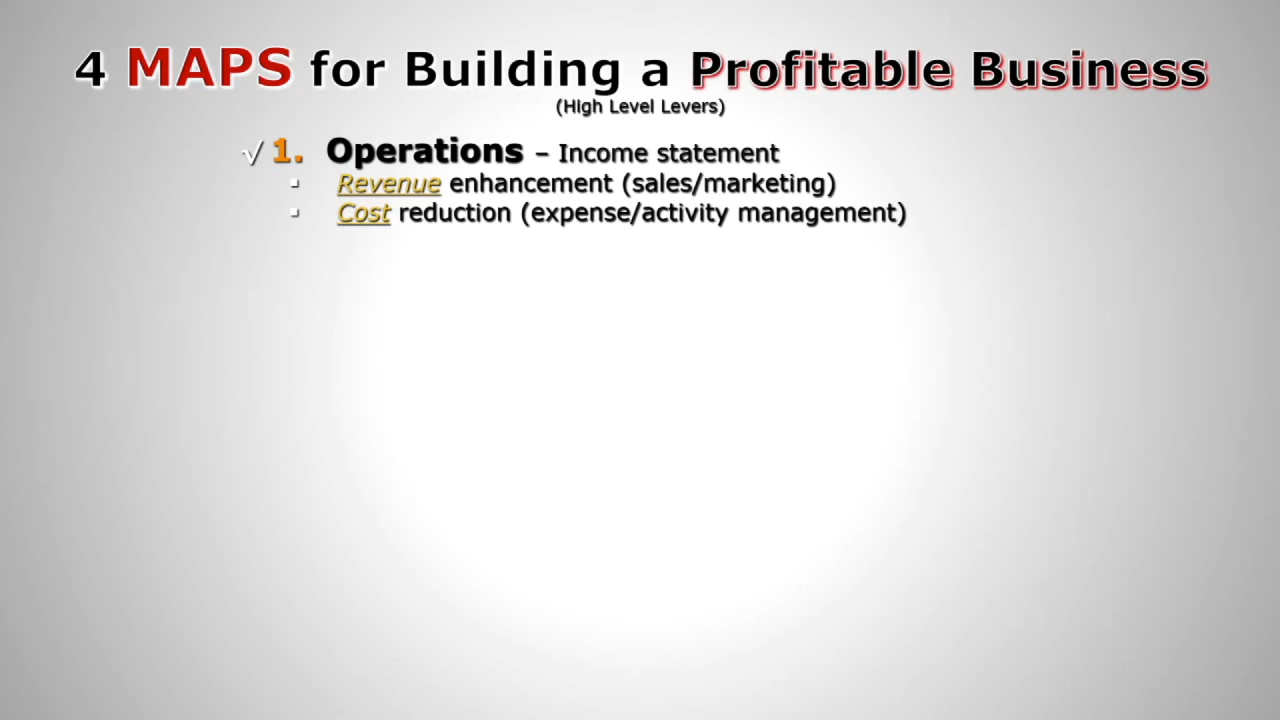 4 MAPS for Building a Profitable Business
(High Level Levers)
√ 1. Operations – Income statement
▪ Revenue enhancement (sales/marketing)
▪ Cost reduction (expense/activity management)